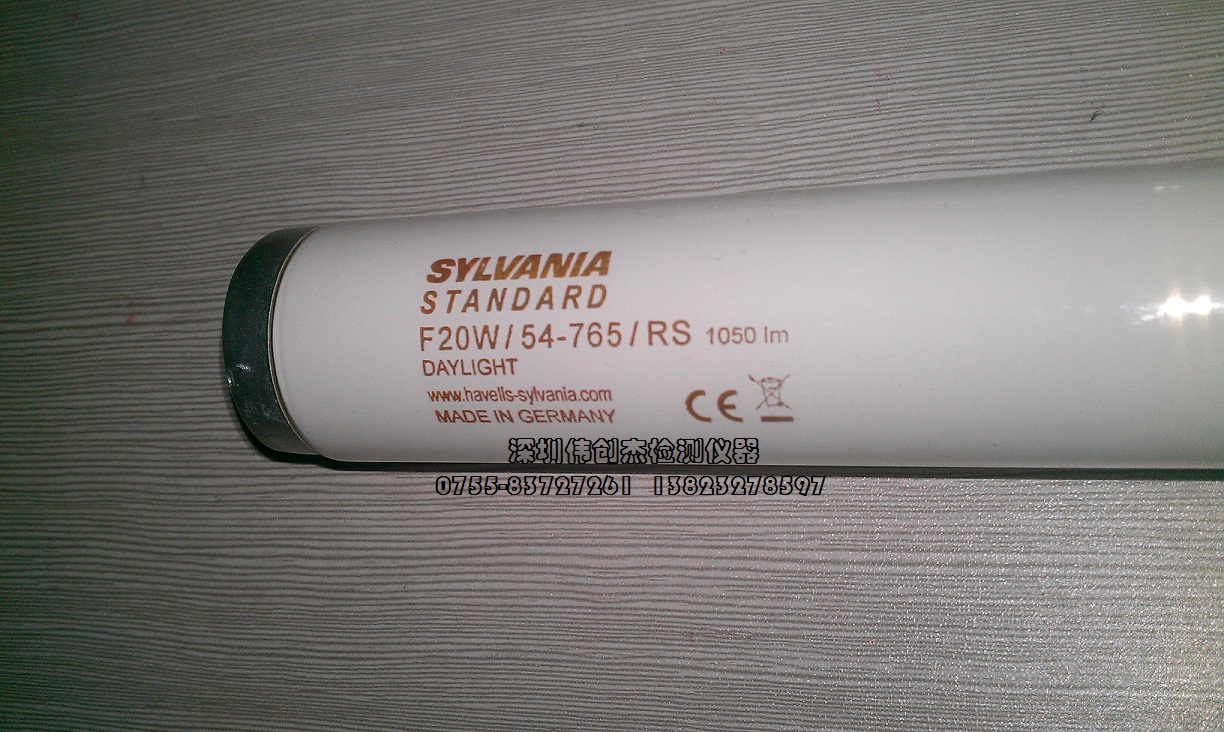 SYLVANIA
STANDARD
F20W/54-765/RS 1050 lm
DAYLIGHT
www.havells-sylvania.com
MADE IN GERMANY
CE
深圳伟创杰检测仪器
0755-83727261 13823278597